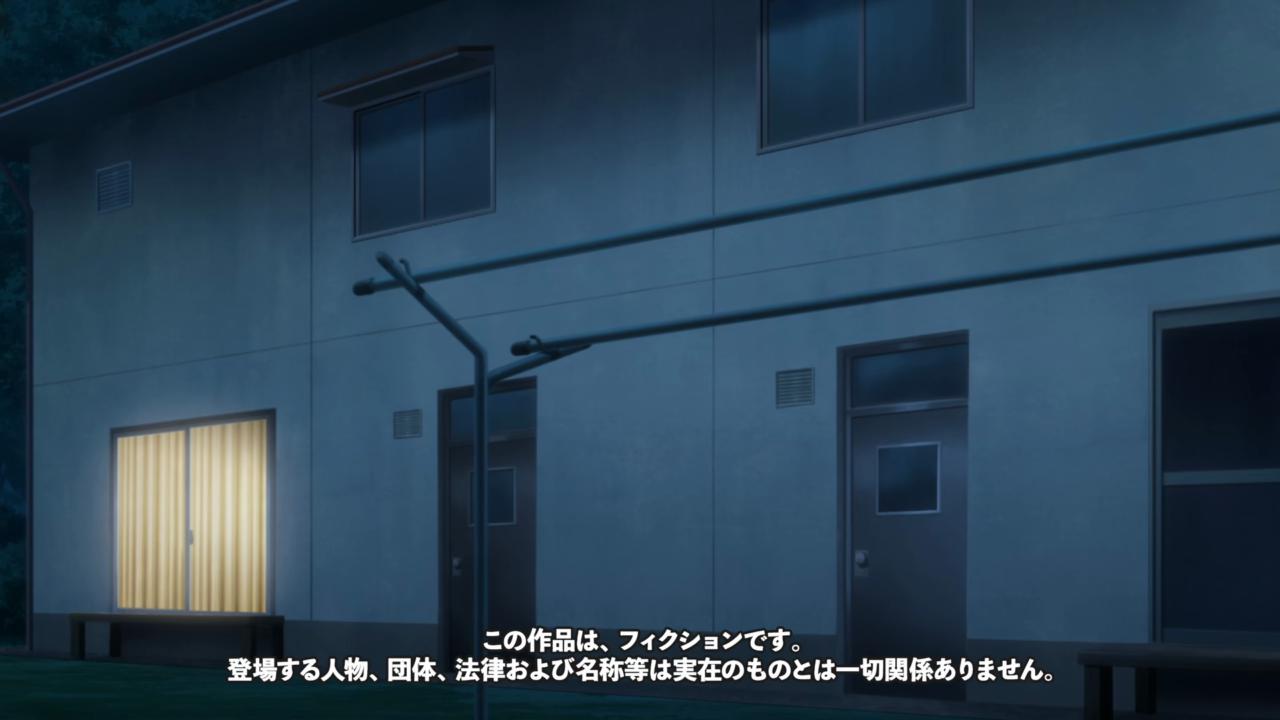 この作品は、フィクションです。
登場する人物、団体、法律および名称等は実在のものとは一切関係ありません。